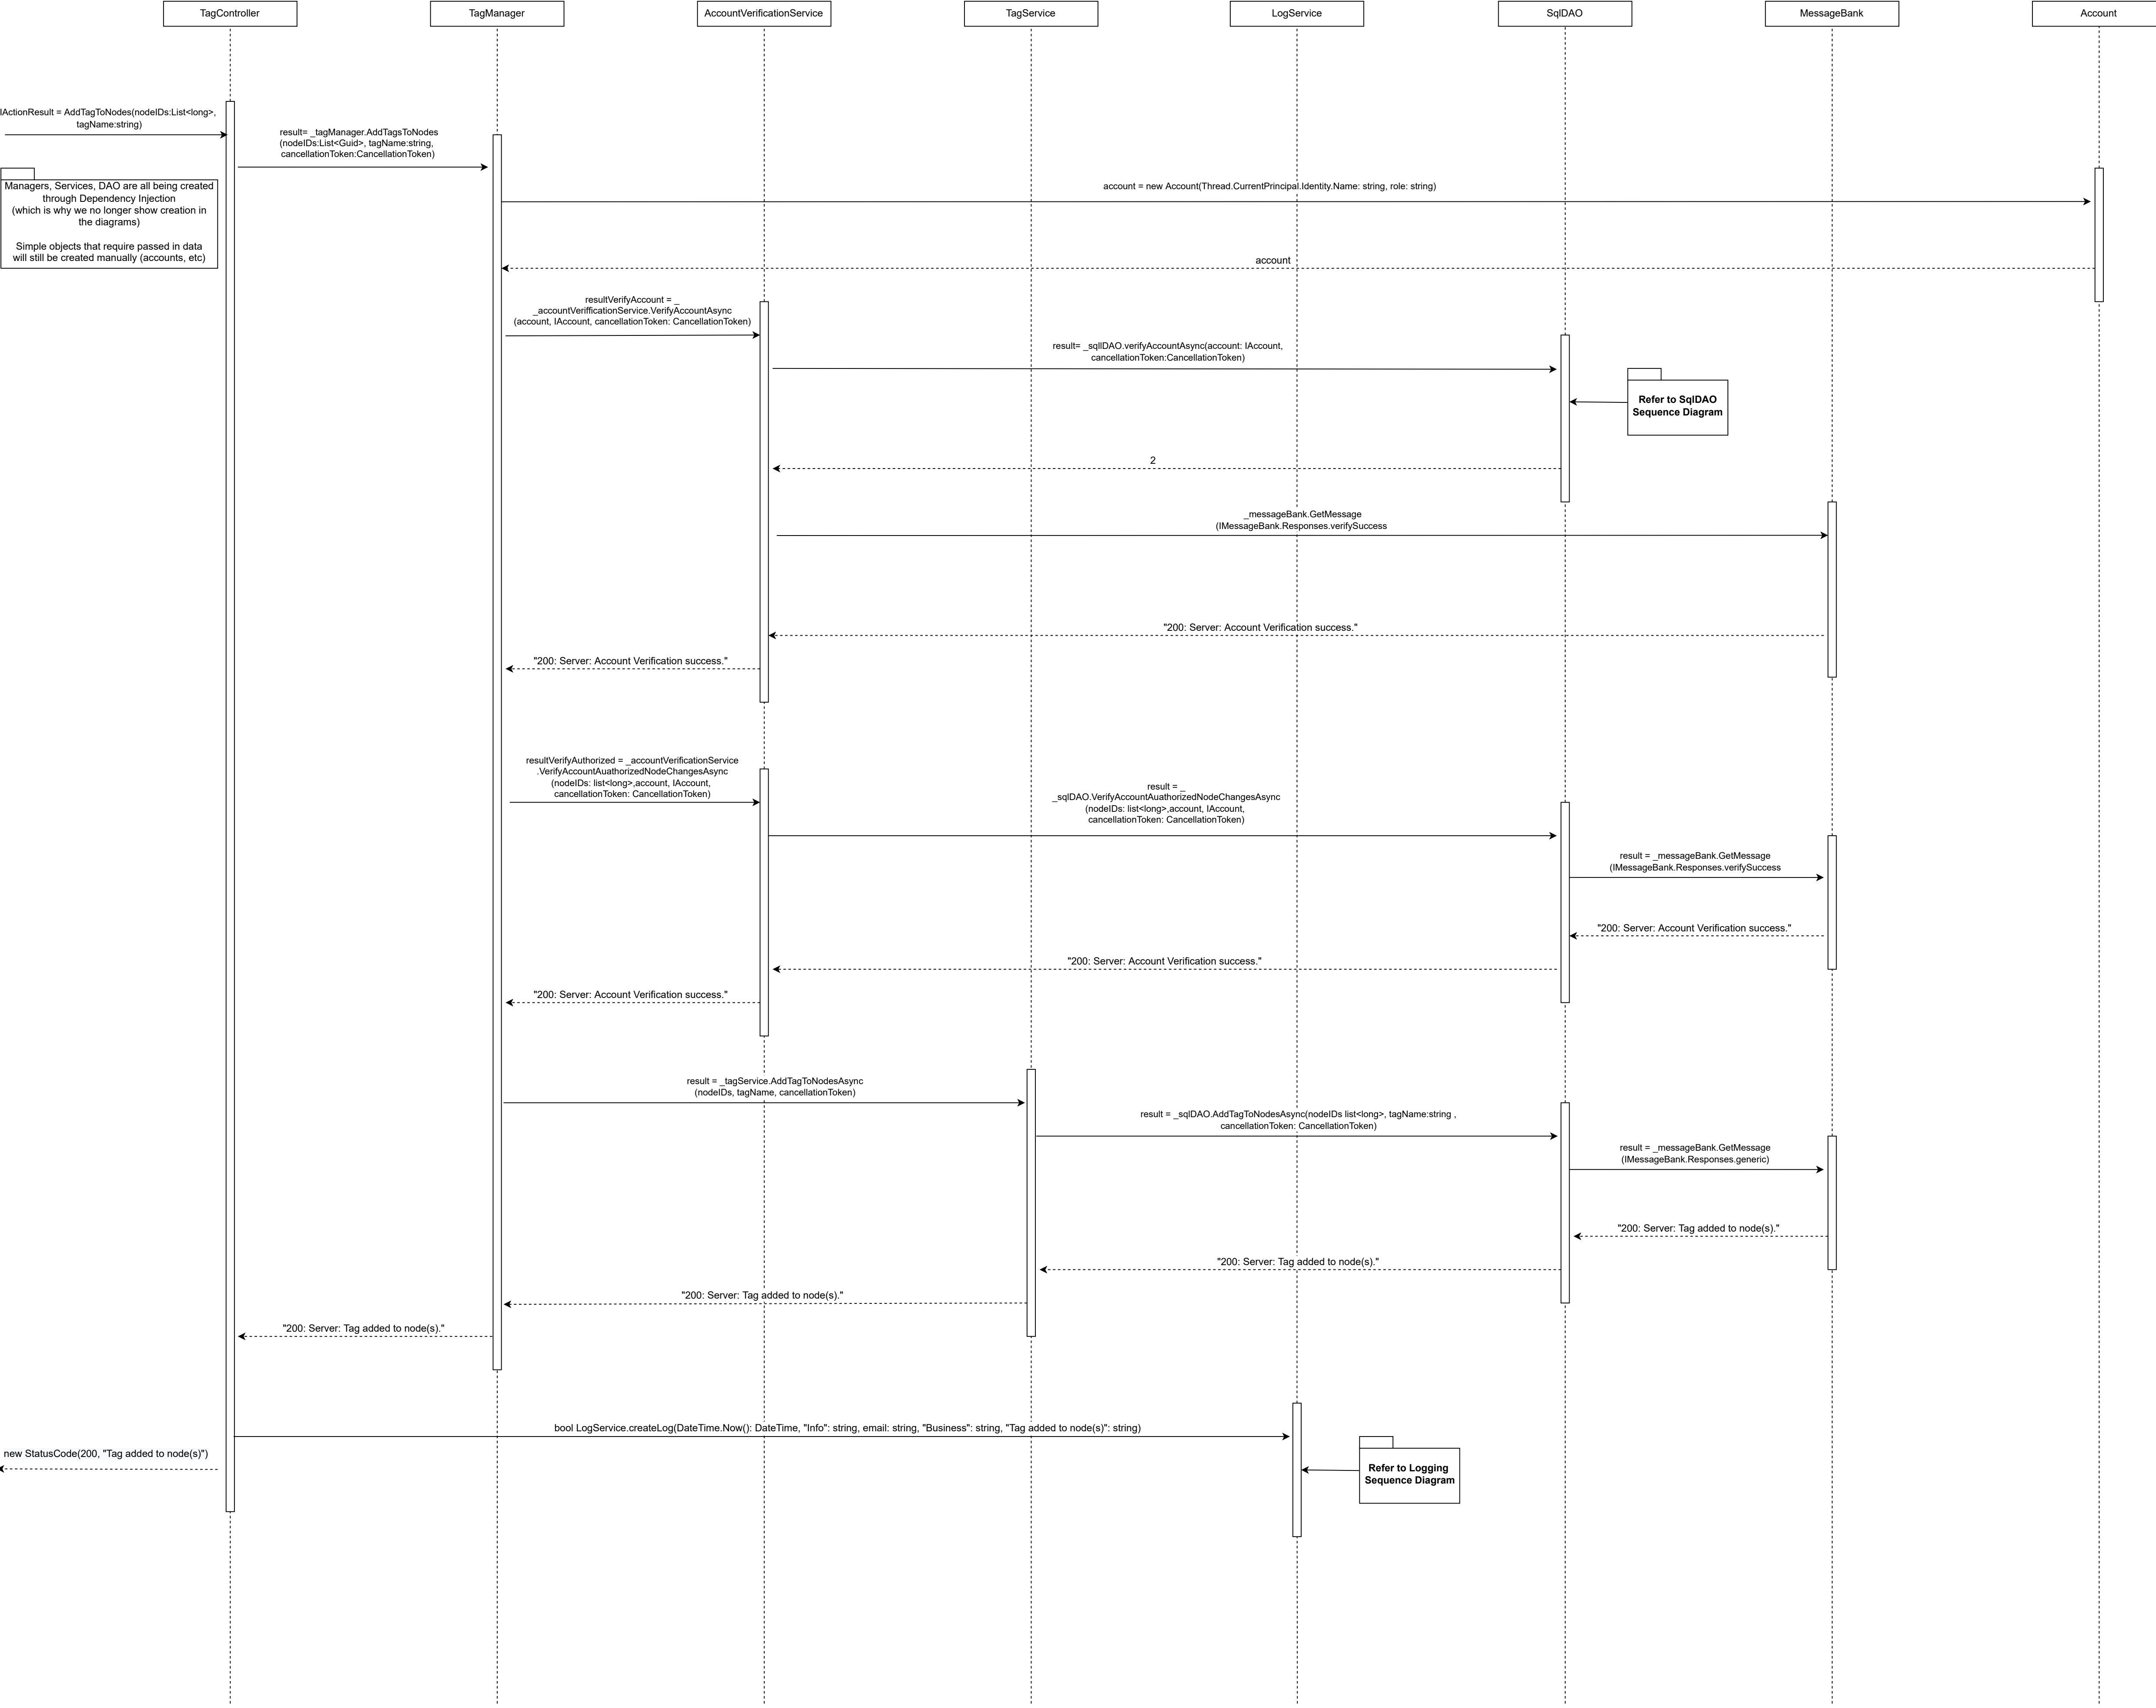 TagController
TagManager
AccountVerificationService
TagService
LogService
SqlDAO
MessageBank
Account
IActionResult = AddTagToNodes(nodeIDs:List<long>,
tagName:string)
result= _tagManager.AddTagsToNodes
(nodeIDs:List<Guid>, tagName:string,
cancellationToken:CancellationToken)
Managers, Services, DAO are all being created
through Dependency Injection
(which is why we no longer show creation in
the diagrams)
Simple objects that require passed in data
will still be created manually (accounts, etc)
account = new Account(Thread.CurrentPrincipal.Identity.Name: string, role: string)
account
resultVerifyAccount = _
_accountVerifficationService.VerifyAccountAsync
(account, IAccount, cancellationToken: CancellationToken)
result= _sqlIDAO.verifyAccountAsync(account: IAccount,
cancellationToken:CancellationToken)
Refer to SqlDAO
Sequence Diagram
2
_messageBank.GetMessage
(IMessageBank.Responses.verifySuccess
"200: Server: Account Verification success."
"200: Server: Account Verification success."
resultVerifyAuthorized = _accountVerificationService
.VerifyAccountAuathorizedNodeChangesAsync
(nodeIDs: list<long>,account, IAccount,
cancellationToken: CancellationToken)
result = _
_sqlDAO.VerifyAccountAuathorizedNodeChangesAsync
(nodeIDs: list<long>,account, IAccount,
cancellationToken: CancellationToken)
result = _messageBank.GetMessage
(IMessageBank.Responses.verifySuccess
"200: Server: Account Verification success."
"200: Server: Account Verification success."
"200: Server: Account Verification success."
result = _tagService.AddTagToNodesAsync
(nodeIDs, tagName, cancellationToken)
result = _sqlDAO.AddTagToNodesAsync(nodeIDs list<long>, tagName:string ,
cancellationToken: CancellationToken)
result = _messageBank.GetMessage
(IMessageBank.Responses.generic)
"200: Server: Tag added to node(s)."
"200: Server: Tag added to node(s)."
"200: Server: Tag added to node(s)."
"200: Server: Tag added to node(s)."
bool LogService.createLog(DateTime.Now(): DateTime, "Info": string, email: string, "Business": string, "Tag added to node(s)": string)
new StatusCode(200, "Tag added to node(s)")
Refer to Logging
Sequence Diagram